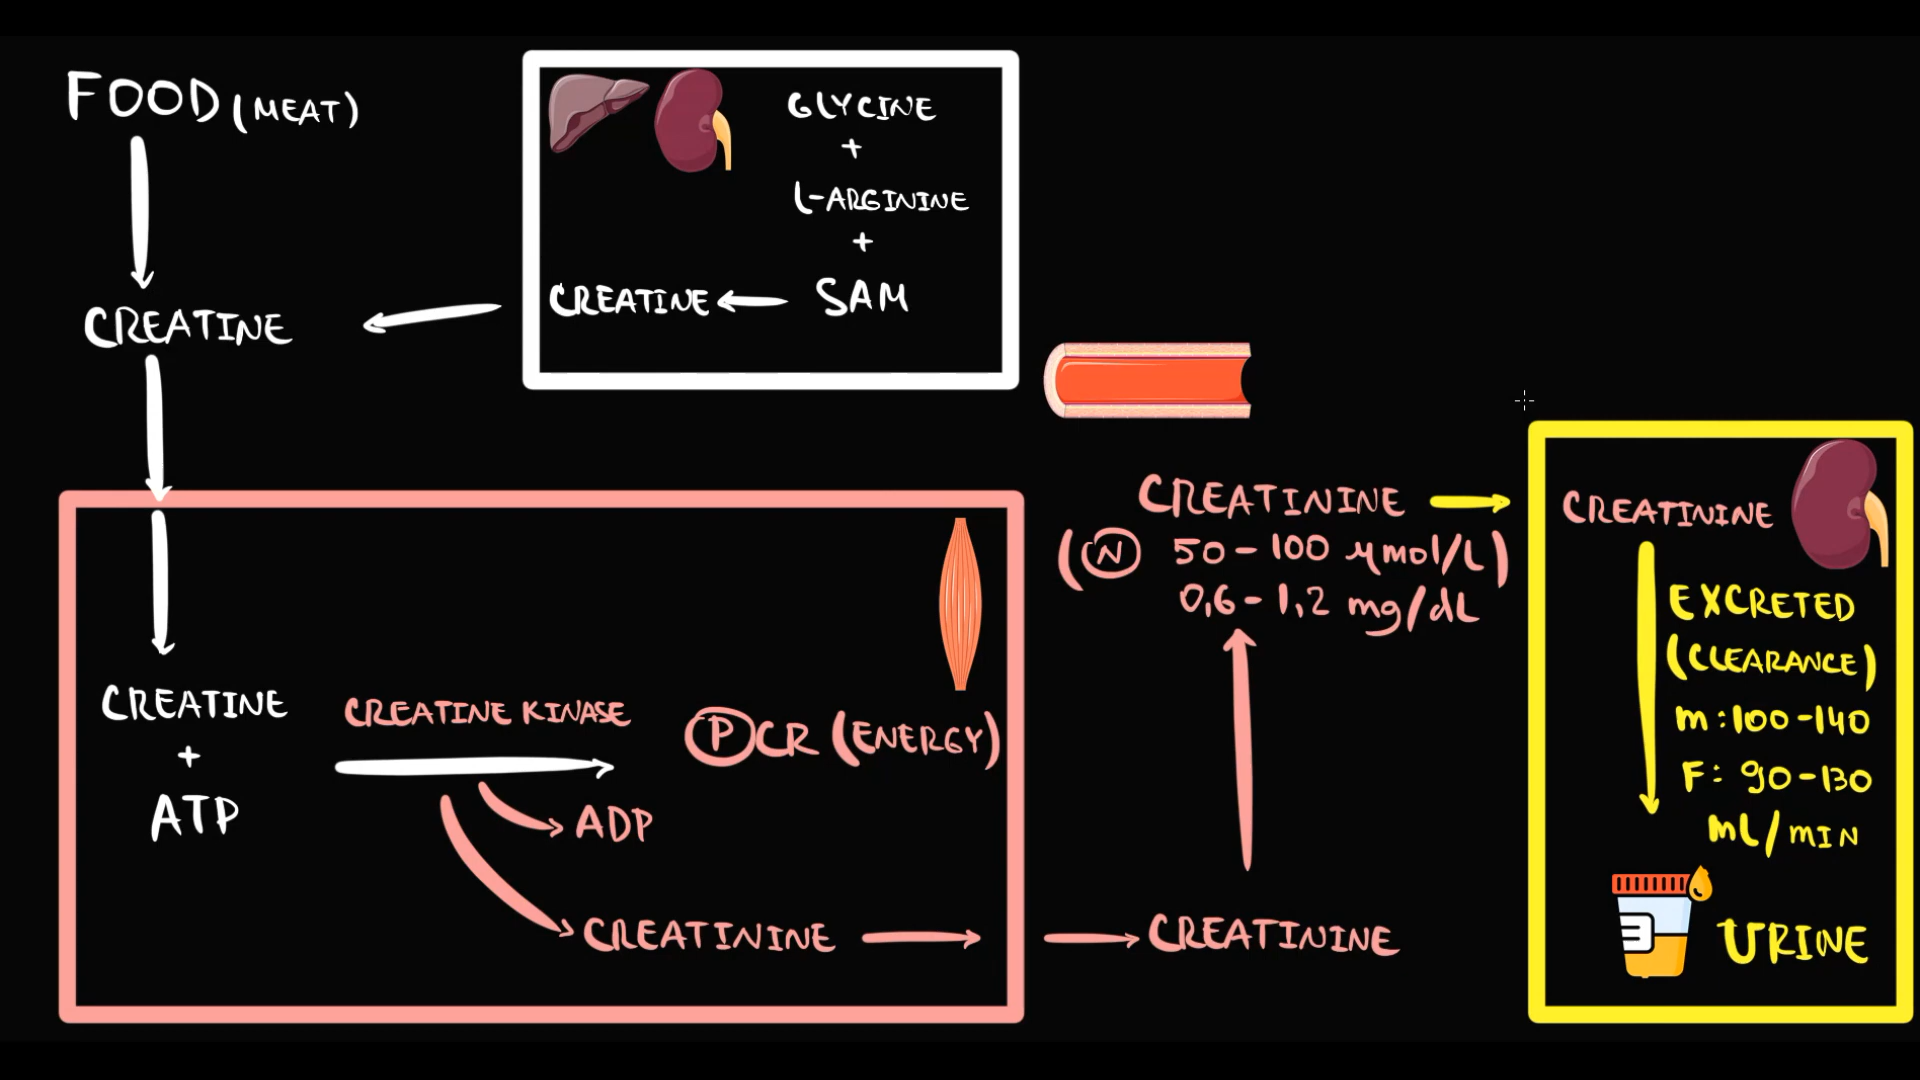 FOOD (MEAT)
CREATINE
GLYCINE
+
L-ARGININE
+
CREATINE SAM
CREATINE
+
ATP
CREATINE KINASE
P CR (ENERGY)
ADP
CREATININE
CREATININE
CREATININE
(N 50-100 µmol/L)
0,6-1,2 mg/dL
CREATININE
EXCRETED
(CLEARANCE)
M: 100-140
F: 90-130
mL/MIN
URINE